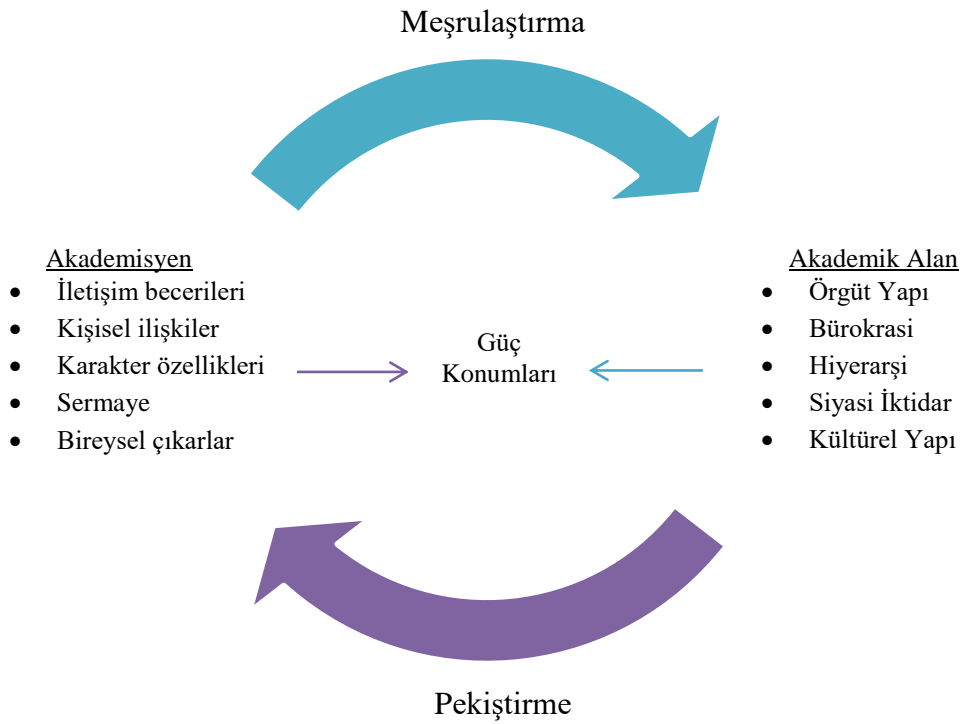 Meşrulaştırma
Akademisyen
• İletişim becerileri
• Kişisel ilişkiler
• Karakter özellikleri
• Sermaye
• Bireysel çıkarlar
Güç
Konumları
Akademik Alan
• Örgüt Yapı
• Bürokrasi
• Hiyerarşi
• Siyasi İktidar
• Kültürel Yapı
Pekiştirme